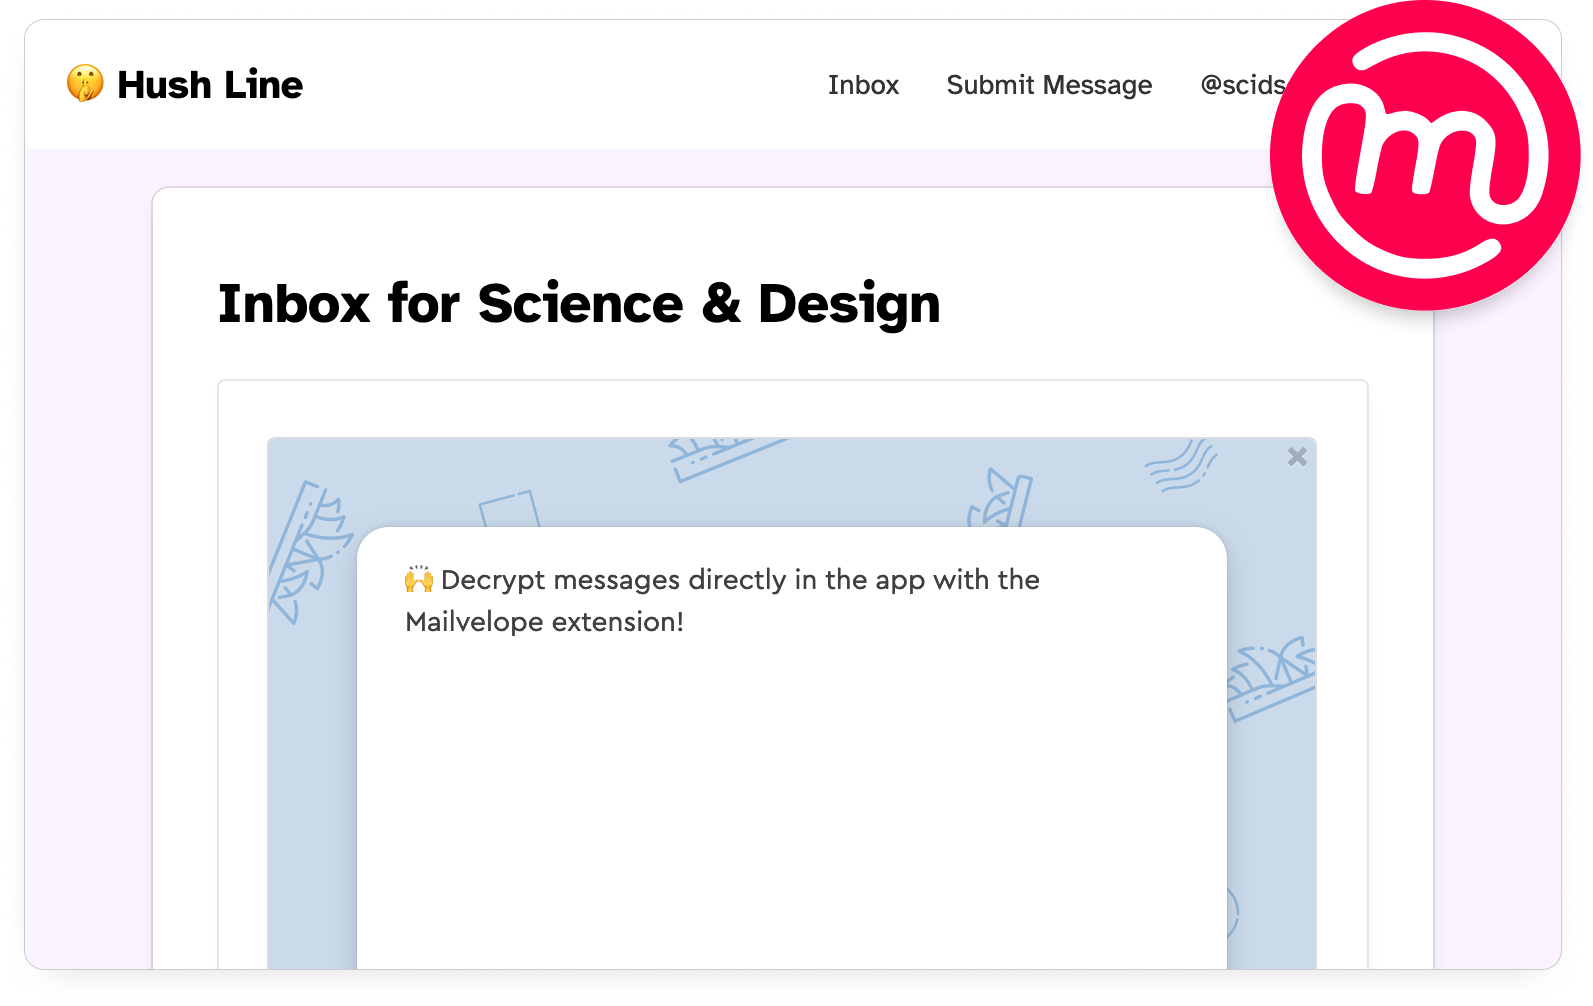 🤫 Hush Line
Inbox Submit Message @scids
Inbox for Science & Design
🙌 Decrypt messages directly in the app with the
Mailvelope extension!
m